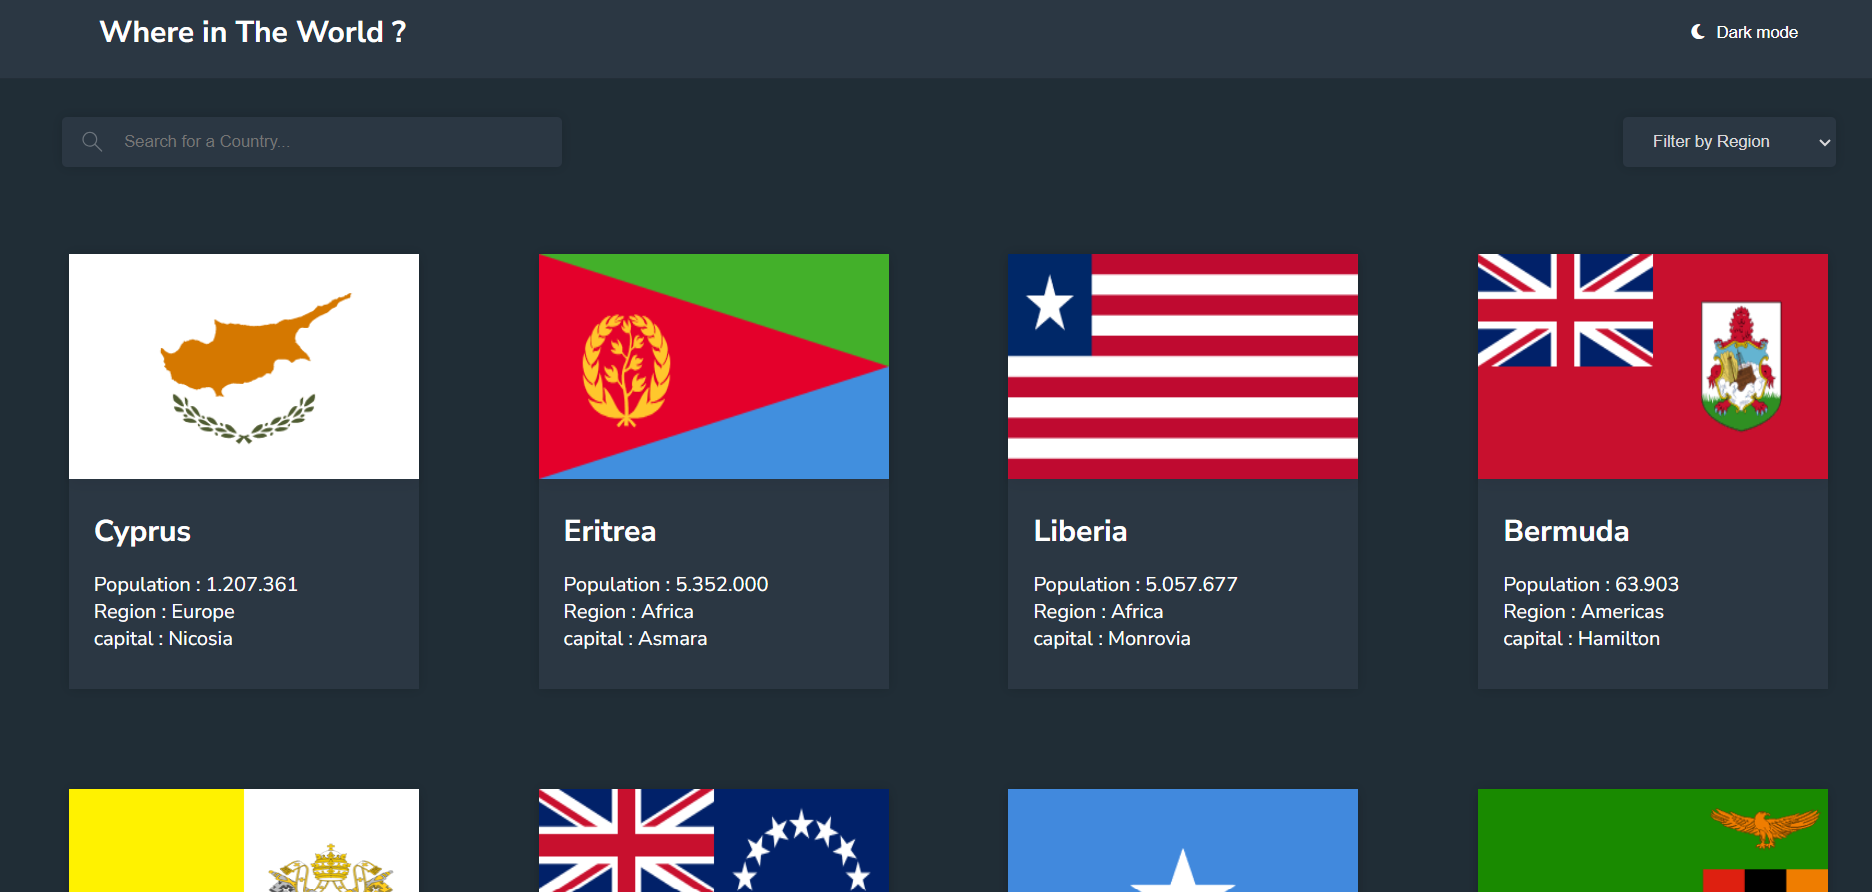 Where in The World ?
Dark mode
Search for a Country...
Filter by Region
Cyprus
Population : 1.207.361
Region : Europe
capital : Nicosia
Eritrea
Population : 5.352.000
Region : Africa
capital : Asmara
Liberia
Population : 5.057.677
Region : Africa
capital : Monrovia
Bermuda
Population : 63.903
Region : Americas
capital : Hamilton